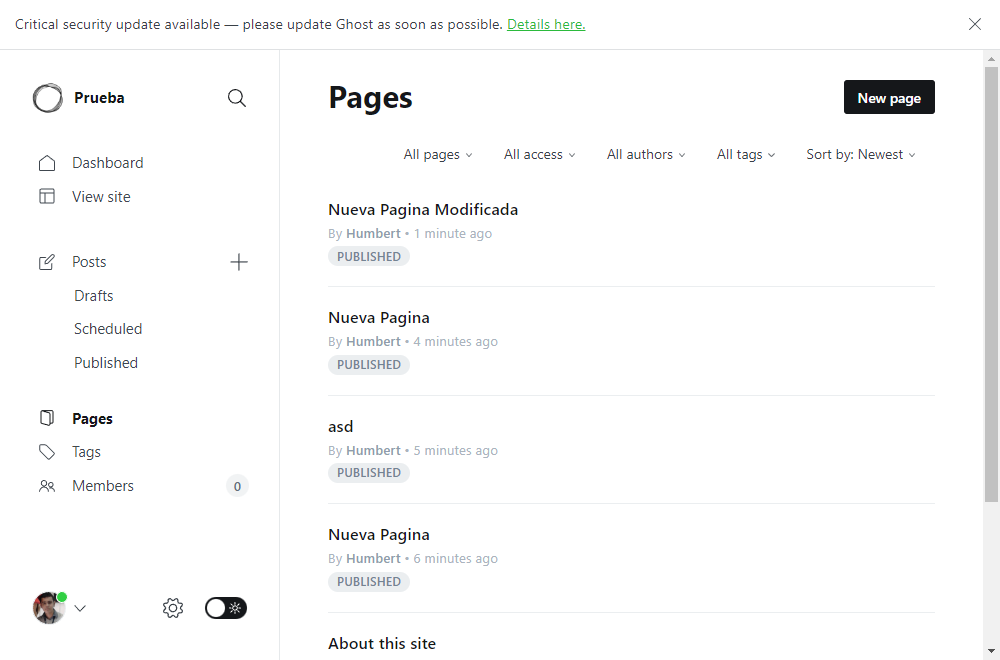 Critical security update available — please update Ghost as soon as possible. Details here.
Prueba
Dashboard
View site
Posts
Drafts
Scheduled
Published
Pages
Tags
Members
0
Pages
New page
All pages
All access
All authors
All tags
Sort by: Newest
Nueva Pagina Modificada
By Humbert • 1 minute ago
PUBLISHED
Nueva Pagina
By Humbert • 4 minutes ago
PUBLISHED
asd
By Humbert • 5 minutes ago
PUBLISHED
Nueva Pagina
By Humbert • 6 minutes ago
PUBLISHED
About this site